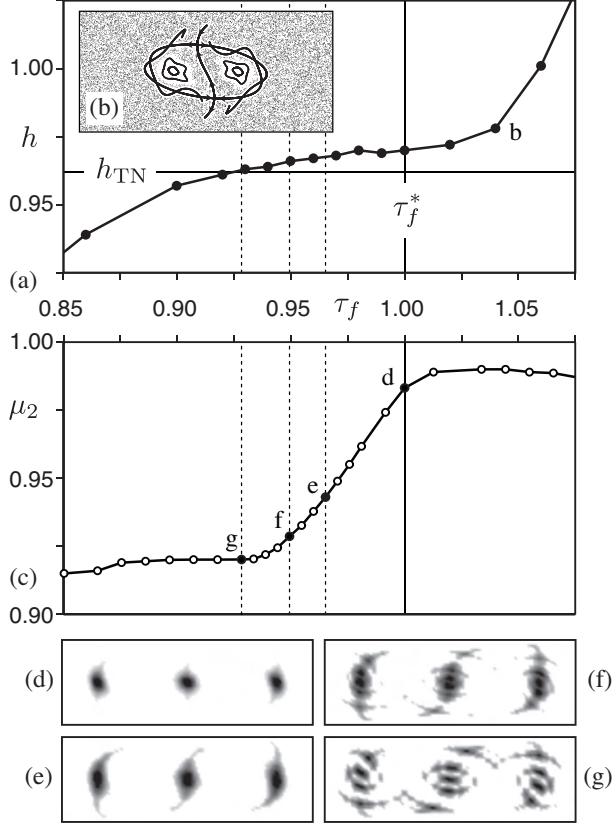 1.00
(b)
h
b
h_TN
0.95
τ_f^*
(a)
0.85 0.90 0.95 τ_f 1.00 1.05
1.00
d
μ_2
0.95
e
f
g
(c)
0.90
(d) (f)
(e) (g)